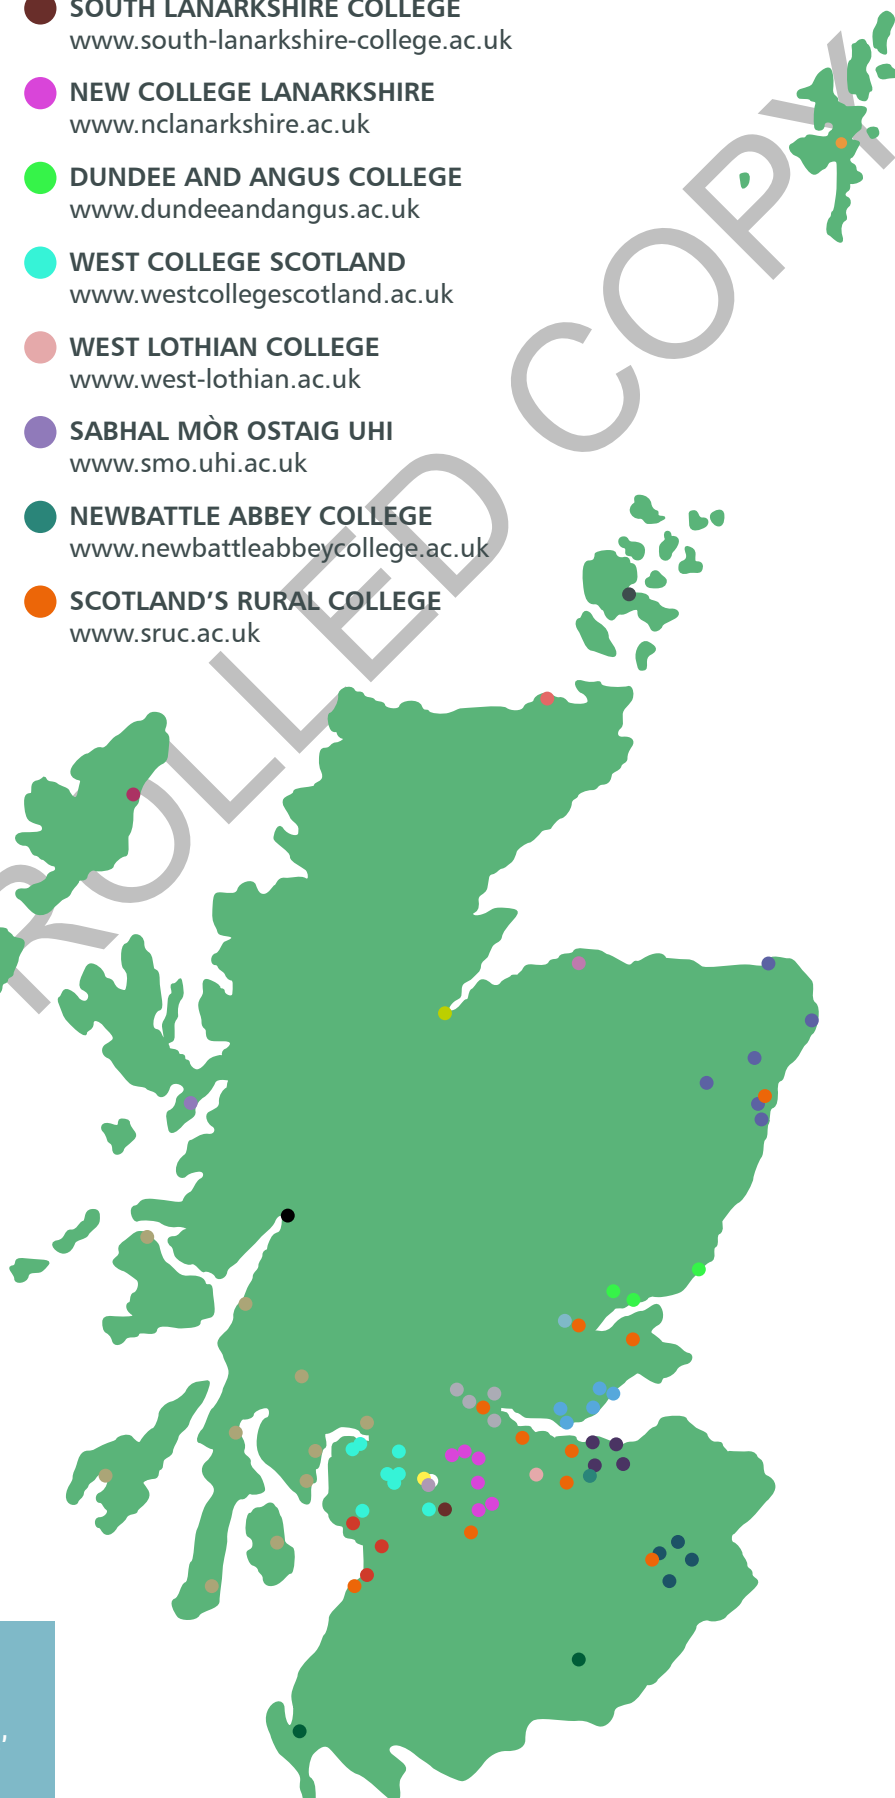 SOUTH LANARKSHIRE COLLEGE
www.south-lanarkshire-college.ac.uk
NEW COLLEGE LANARKSHIRE
www.nclanarkshire.ac.uk
DUNDEE AND ANGUS COLLEGE
www.dundeeandangus.ac.uk
WEST COLLEGE SCOTLAND
www.westcollegescotland.ac.uk
WEST LOTHIAN COLLEGE
www.west-lothian.ac.uk
SABHAL MÒR OSTAIG UHI
www.smo.uhi.ac.uk
NEWBATTLE ABBEY COLLEGE
www.newbattleabbeycollege.ac.uk
SCOTLAND’S RURAL COLLEGE
www.sruc.ac.uk
ROLLED COPY